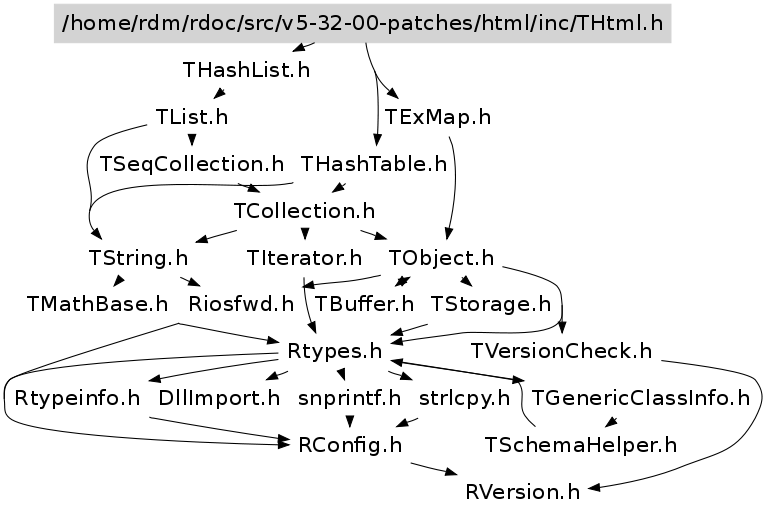 /home/rdm/rdoc/src/v5-32-00-patches/html/inc/THtml.h
THashList.h
TList.h
TExMap.h
TSeqCollection.h
THashTable.h
TCollection.h
TString.h
TIterator.h
TObject.h
TMathBase.h
Riosfwd.h
TBuffer.h
TStorage.h
Rtypes.h
TVersionCheck.h
Rtypeinfo.h
DllImport.h
snprintf.h
strlcpy.h
TGenericClassInfo.h
RConfig.h
TSchemaHelper.h
RVersion.h